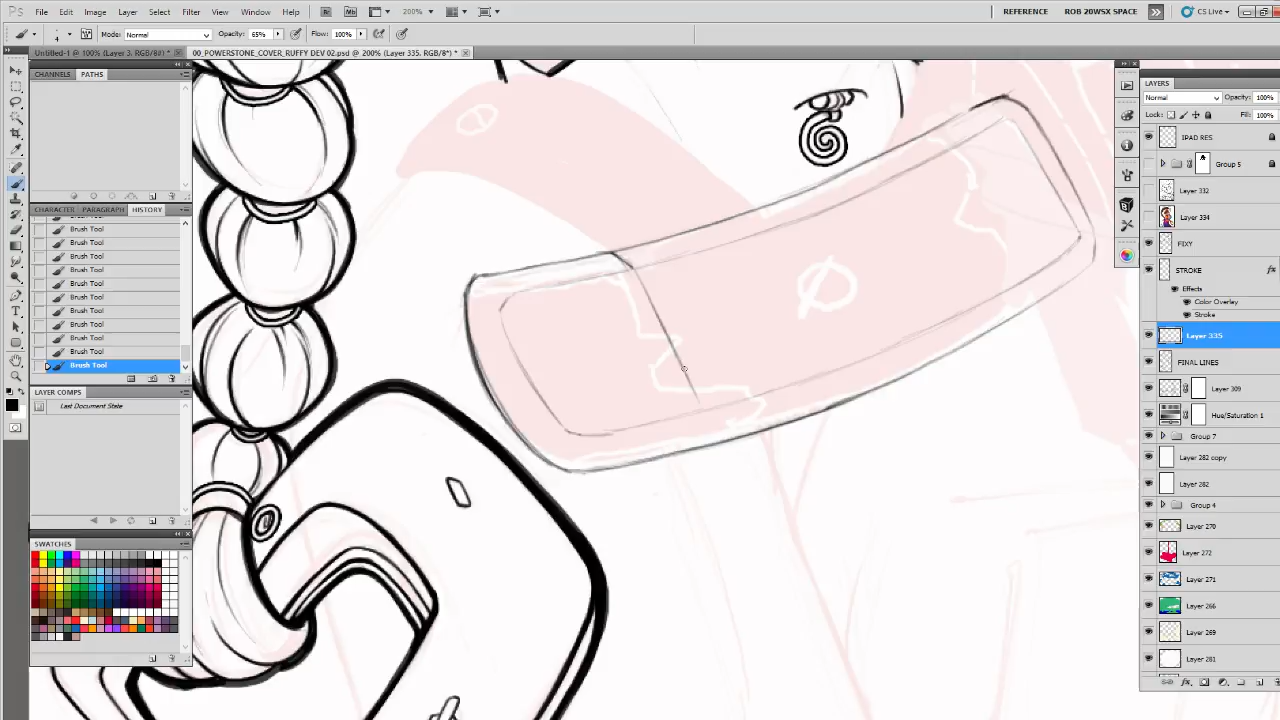 File Edit Image Layer Select Filter View Window Help Br Mb 200% REFERENCE ROB 20WSX SPACE CS Live
Mode: Normal Opacity: 65% Flow: 100%
Untitled-1 @ 100% (Layer 3, RGB/8#) * 00_POWERSTONE_COVER_RUFFY DEV 02.psd @ 200% (Layer 335, RGB/8*) *
CHANNELS PATHS
CHARACTER PARAGRAPH HISTORY
Brush Tool
Brush Tool
Brush Tool
Brush Tool
Brush Tool
Brush Tool
Brush Tool
Brush Tool
Brush Tool
Brush Tool
Brush Tool
LAYER COMPS
Last Document State
SWATCHES
LAYERS
Normal Opacity: 100%
Lock: Fill: 100%
IPAD RES
Group 5
Layer 332
Layer 334
FIXY
STROKE fx
Effects
Color Overlay
Stroke
Layer 335
FINAL LINES
Layer 309
Hue/Saturation 1
Group 7
Layer 282 copy
Layer 282
Group 4
Layer 270
Layer 272
Layer 271
Layer 266
Layer 269
Layer 281